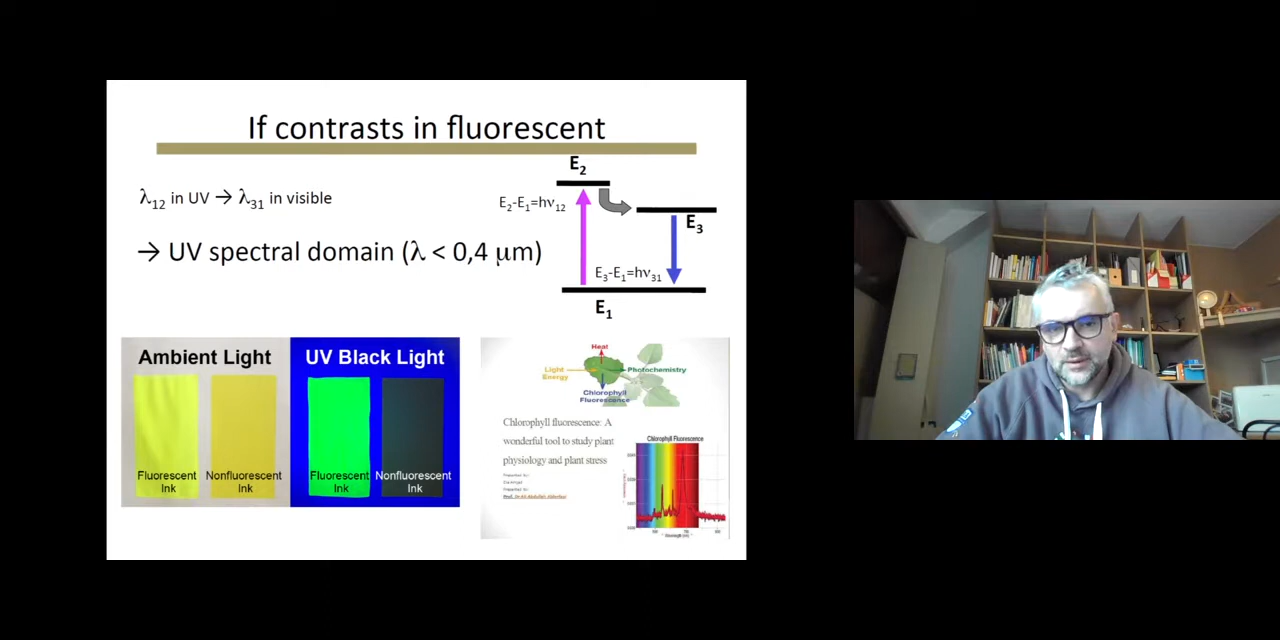 If contrasts in fluorescent
λ12 in UV → λ31 in visible
→ UV spectral domain (λ < 0,4 μm)
E2
E2-E1=hν12
E3
E3-E1=hν31
E1
Ambient Light
UV Black Light
Fluorescent Ink
Nonfluorescent Ink
Fluorescent Ink
Nonfluorescent Ink
Heat
Light Energy
Photochemistry
Chlorophyll Fluorescence
Chlorophyll fluorescence: A
wonderful tool to study plant
physiology and plant stress
Chlorophyll Fluorescence